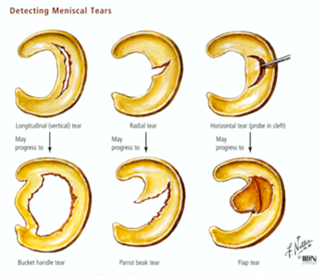 Detecting Meniscal Tears
Longitudinal (vertical) tear
Radial tear
Horizontal tear (probe in cleft)
May
progress to
May
progress to
May
progress to
Bucket handle tear
Parrot beak tear
Flap tear